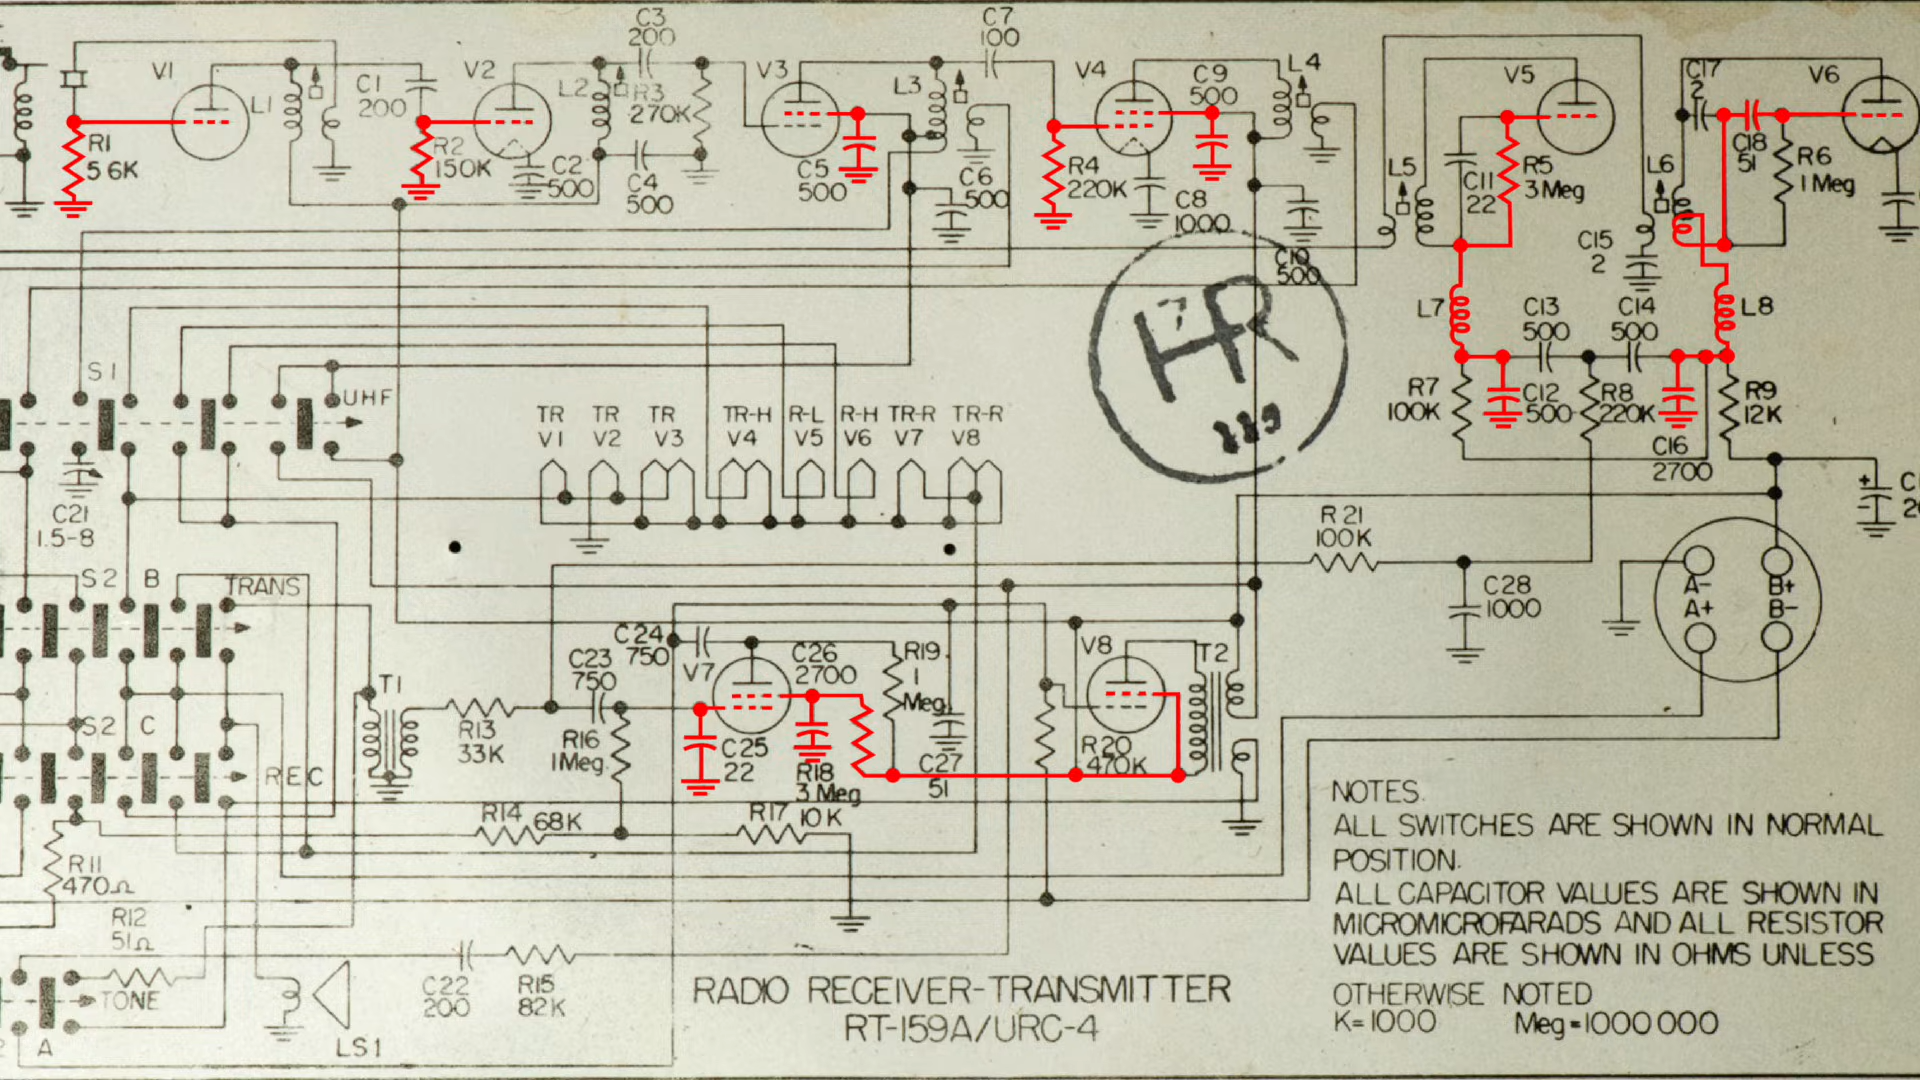 V1
L1
C1
200
V2
L2
C3
200
R3
270K
V3
L3
C7
100
V4
C9
500
L4
V5
C17
2
V6
R1
56K
R2
150K
C2
500
C4
500
C5
500
C6
500
R4
220K
C8
1000
C10
500
L5
C11
22
R5
3 Meg
L6
C18
51
R6
1 Meg
C15
2
L7
C13
500
C14
500
L8
R7
100K
C12
500
R8
220K
R9
12K
C16
2700
S1
UHF
TR
V1
TR
V2
TR
V3
TR-H
V4
R-L
V5
R-H
V6
TR-R
V7
TR-R
V8
HR
C21
1.5-8
R21
100K
C28
1000
A-
A+
B+
B-
S2 B
TRANS
C24
750
V7
C26
2700
R19
1
Meg
V8
T2
T1
C23
750
R13
33K
R16
1Meg
C25
22
R18
3 Meg
C27
51
R20
470K
S2 C
REC
R14 68K
R17 10K
R11
470Ω
R12
51Ω
TONE
A
C22
200
R15
82K
LS1
RADIO RECEIVER-TRANSMITTER
RT-159A/URC-4
NOTES.
ALL SWITCHES ARE SHOWN IN NORMAL
POSITION.
ALL CAPACITOR VALUES ARE SHOWN IN
MICROMICROFARADS AND ALL RESISTOR
VALUES ARE SHOWN IN OHMS UNLESS
OTHERWISE NOTED
K=1000 Meg=1000 000